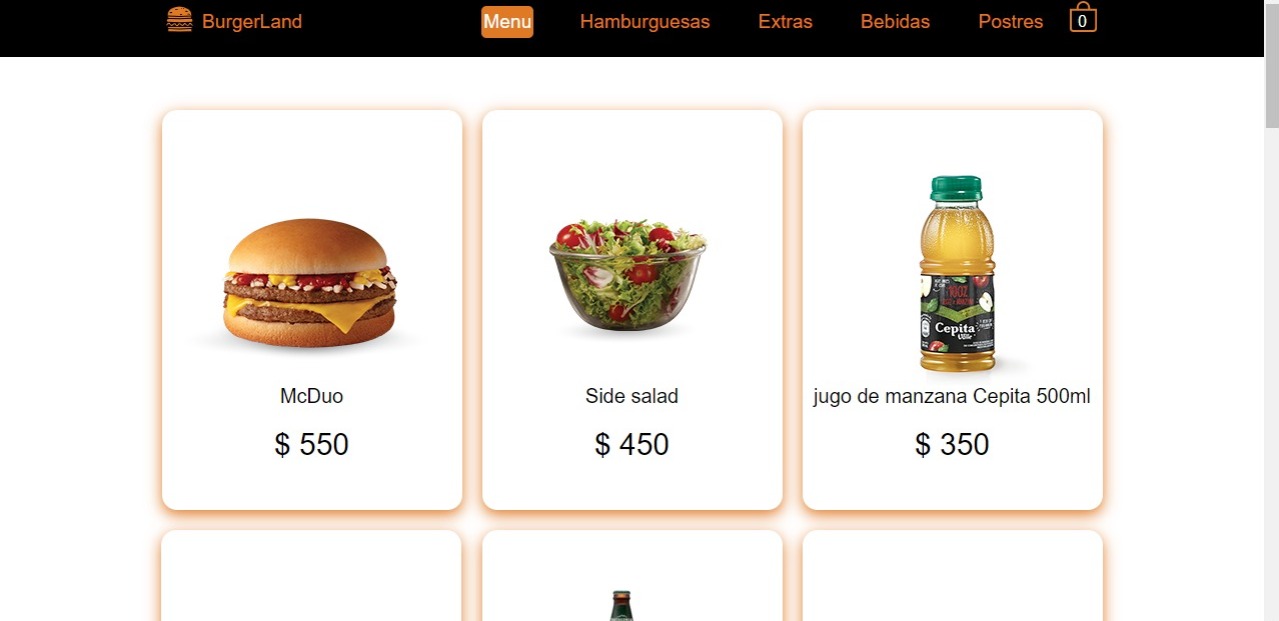 BurgerLand
Menu
Hamburguesas
Extras
Bebidas
Postres
0
Cepita
McDuo
Side salad
jugo de manzana Cepita 500ml
$ 550
$ 450
$ 350